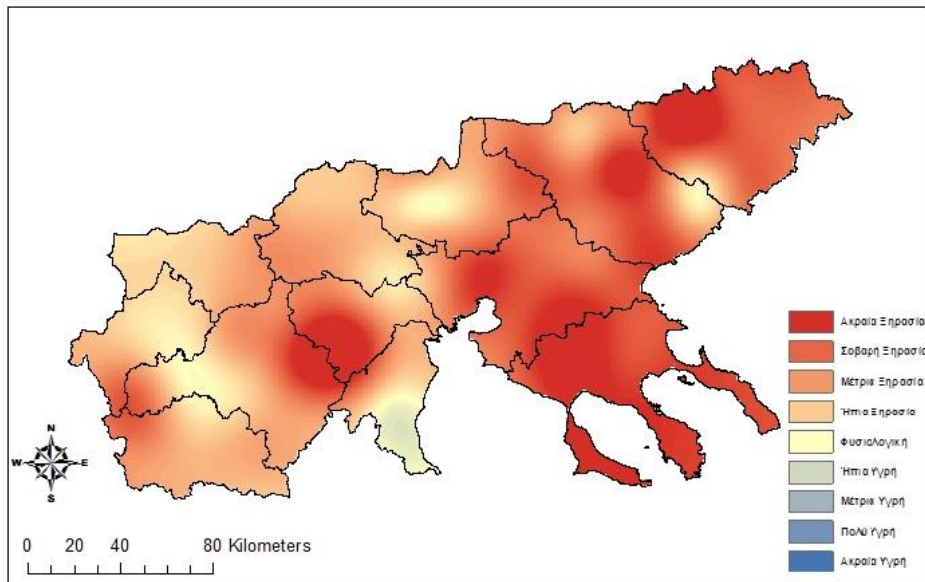 N
W E
S
0 20 40 80 Kilometers
Ακραία Ξηρασία
Σοβαρή Ξηρασία
Μέτρια Ξηρασία
Ήπια Ξηρασία
Φυσιολογική
Ήπια Υγρή
Μέτρια Υγρή
Πολύ Υγρή
Ακραία Υγρή